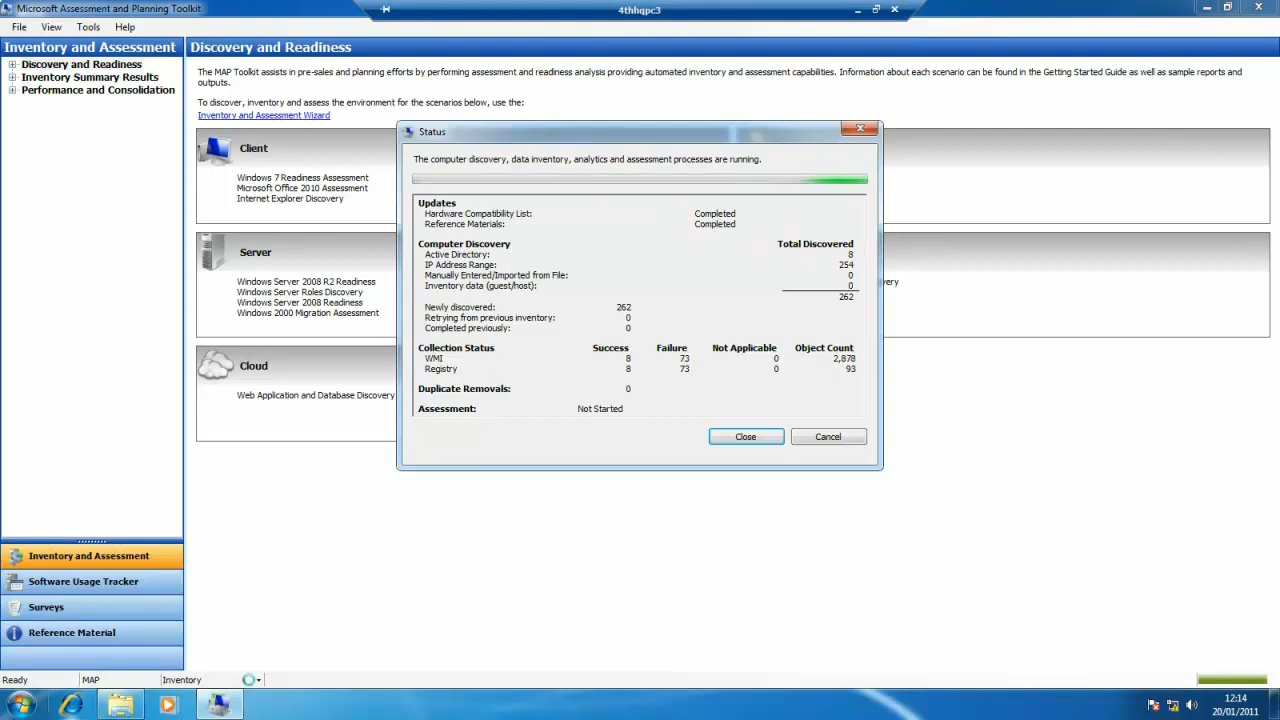 Microsoft Assessment and Planning Toolkit
4thhqpc3
File View Tools Help
Inventory and Assessment
Discovery and Readiness
Inventory Summary Results
Performance and Consolidation
Discovery and Readiness
The MAP Toolkit assists in pre-sales and planning efforts by performing assessment and readiness analysis providing automated inventory and assessment capabilities. Information about each scenario can be found in the Getting Started Guide as well as sample reports and
outputs.
To discover, inventory and assess the environment for the scenarios below, use the:
Inventory and Assessment Wizard
Client
Windows 7 Readiness Assessment
Microsoft Office 2010 Assessment
Internet Explorer Discovery
Server
Windows Server 2008 R2 Readiness
Windows Server Roles Discovery
Windows Server 2008 Readiness
Windows 2000 Migration Assessment
very
Cloud
Web Application and Database Discovery
Status
The computer discovery, data inventory, analytics and assessment processes are running.
Updates
Hardware Compatibility List: Completed
Reference Materials: Completed
Computer Discovery Total Discovered
Active Directory: 8
IP Address Range: 254
Manually Entered/Imported from File: 0
Inventory data (guest/host): 0
262
Newly discovered: 262
Retrying from previous inventory: 0
Completed previously: 0
Collection Status Success Failure Not Applicable Object Count
WMI 8 73 0 2,878
Registry 8 73 0 93
Duplicate Removals: 0
Assessment: Not Started
Close Cancel
Inventory and Assessment
Software Usage Tracker
Surveys
Reference Material
Ready MAP Inventory
12:14
20/01/2011